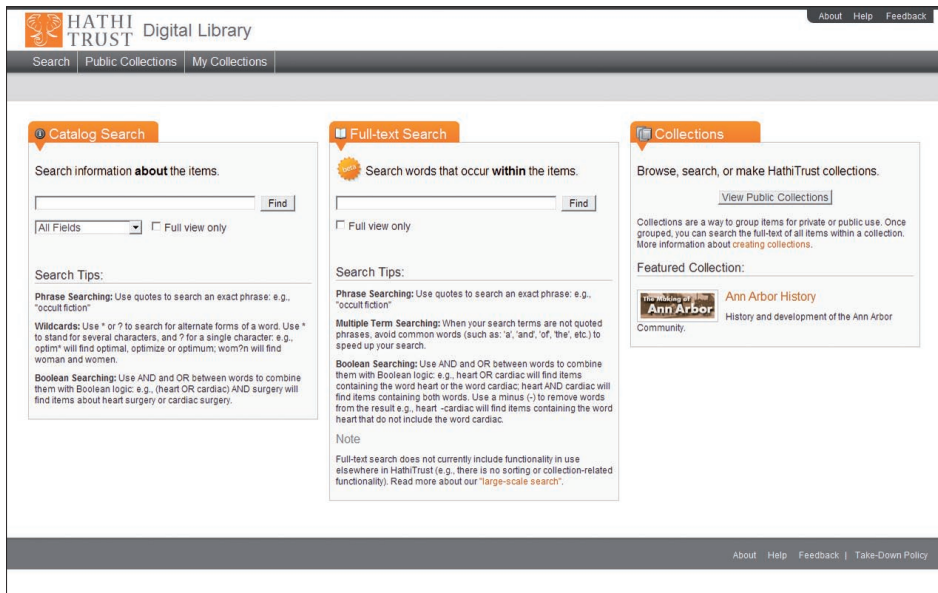 HATHI
TRUST
Digital Library
About Help Feedback
Search Public Collections My Collections
Catalog Search
Search information about the items.
Find
All Fields Full view only
Search Tips:
Phrase Searching: Use quotes to search an exact phrase: e.g.,
"occult fiction"
Wildcards: Use * or ? to search for alternate forms of a word. Use *
to stand for several characters, and ? for a single character: e.g.,
optim* will find optimal, optimize or optimum; wom?n will find
woman and women.
Boolean Searching: Use AND and OR between words to combine
them with Boolean logic: e.g., (heart OR cardiac) AND surgery will
find items about heart surgery or cardiac surgery.
Full-text Search
beta
Search words that occur within the items.
Find
Full view only
Search Tips:
Phrase Searching: Use quotes to search an exact phrase: e.g.,
"occult fiction"
Multiple Term Searching: When your search terms are not quoted
phrases, avoid common words (such as: 'a', 'and', 'of', 'the', etc.) to
speed up your search.
Boolean Searching: Use AND and OR between words to combine
them with Boolean logic: e.g., heart OR cardiac will find items
containing the word heart or the word cardiac; heart AND cardiac will
find items containing both words. Use a minus (-) to remove words
from the result e.g., heart -cardiac will find items containing the word
heart that do not include the word cardiac.
Note
Full-text search does not currently include functionality in use
elsewhere in HathiTrust (e.g., there is no sorting or collection-related
functionality). Read more about our "large-scale search".
Collections
Browse, search, or make HathiTrust collections.
View Public Collections
Collections are a way to group items for private or public use. Once
grouped, you can search the full-text of all items within a collection.
More information about creating collections.
Featured Collection:
The Making of
Ann Arbor
Ann Arbor History
History and development of the Ann Arbor
Community.
About Help Feedback | Take-Down Policy